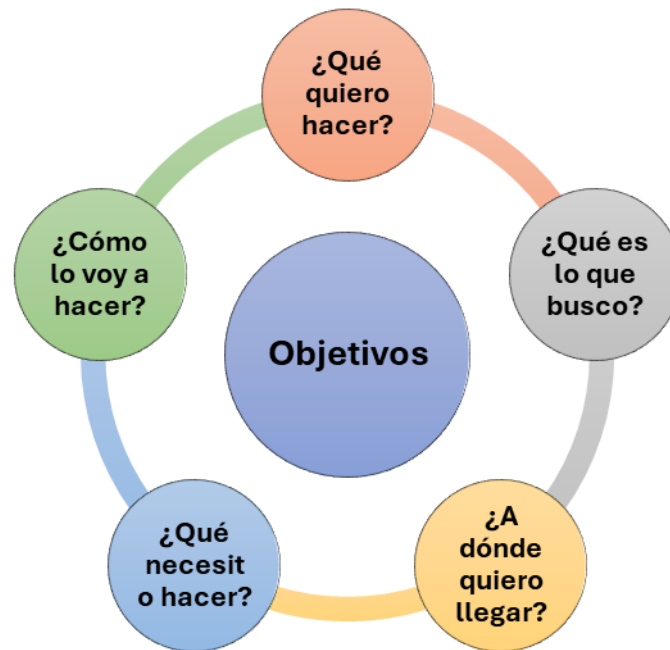 ¿Qué
quiero
hacer?
¿Qué es
lo que
busco?
¿A
dónde
quiero
llegar?
¿Qué
necesit
o hacer?
¿Cómo
lo voy a
hacer?
Objetivos